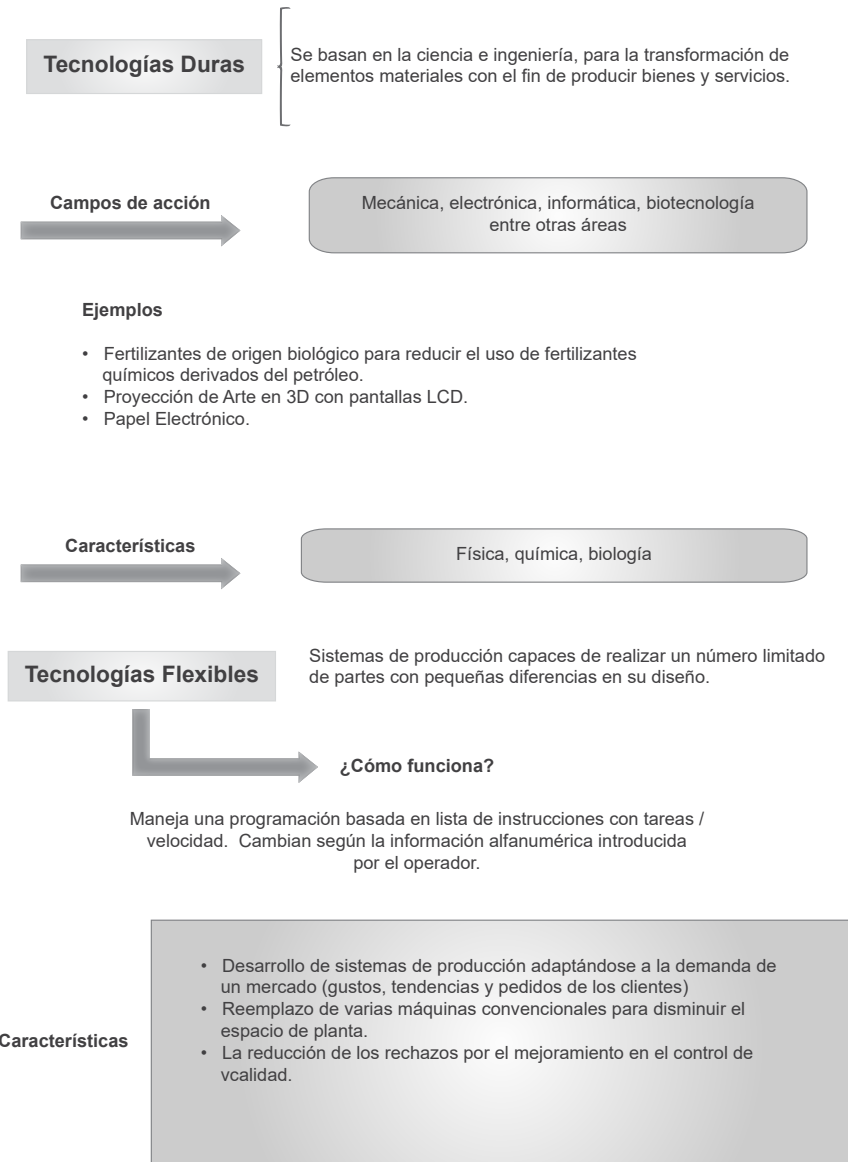 Tecnologías Duras
Se basan en la ciencia e ingeniería, para la transformación de
elementos materiales con el fin de producir bienes y servicios.
Campos de acción
Mecánica, electrónica, informática, biotecnología
entre otras áreas
Ejemplos
• Fertilizantes de origen biológico para reducir el uso de fertilizantes
químicos derivados del petróleo.
• Proyección de Arte en 3D con pantallas LCD.
• Papel Electrónico.
Características
Física, química, biología
Tecnologías Flexibles
Sistemas de producción capaces de realizar un número limitado
de partes con pequeñas diferencias en su diseño.
¿Cómo funciona?
Maneja una programación basada en lista de instrucciones con tareas /
velocidad.  Cambian según la información alfanumérica introducida
por el operador.
Características
• Desarrollo de sistemas de producción adaptándose a la demanda de
un mercado (gustos, tendencias y pedidos de los clientes)
• Reemplazo de varias máquinas convencionales para disminuir el
espacio de planta.
• La reducción de los rechazos por el mejoramiento en el control de
vcalidad.